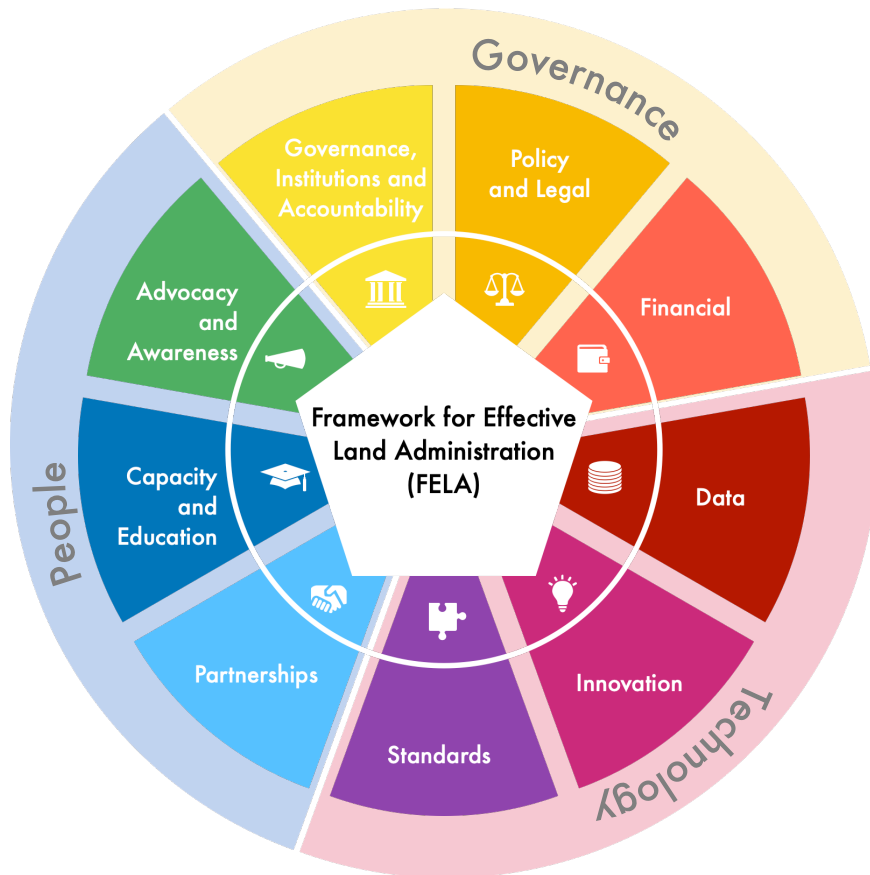 Governance
Governance,
Institutions and
Accountability
Policy
and Legal
Financial
Data
Innovation
Technology
Standards
Partnerships
Capacity
and
Education
People
Advocacy
and
Awareness
Framework for Effective
Land Administration
(FELA)